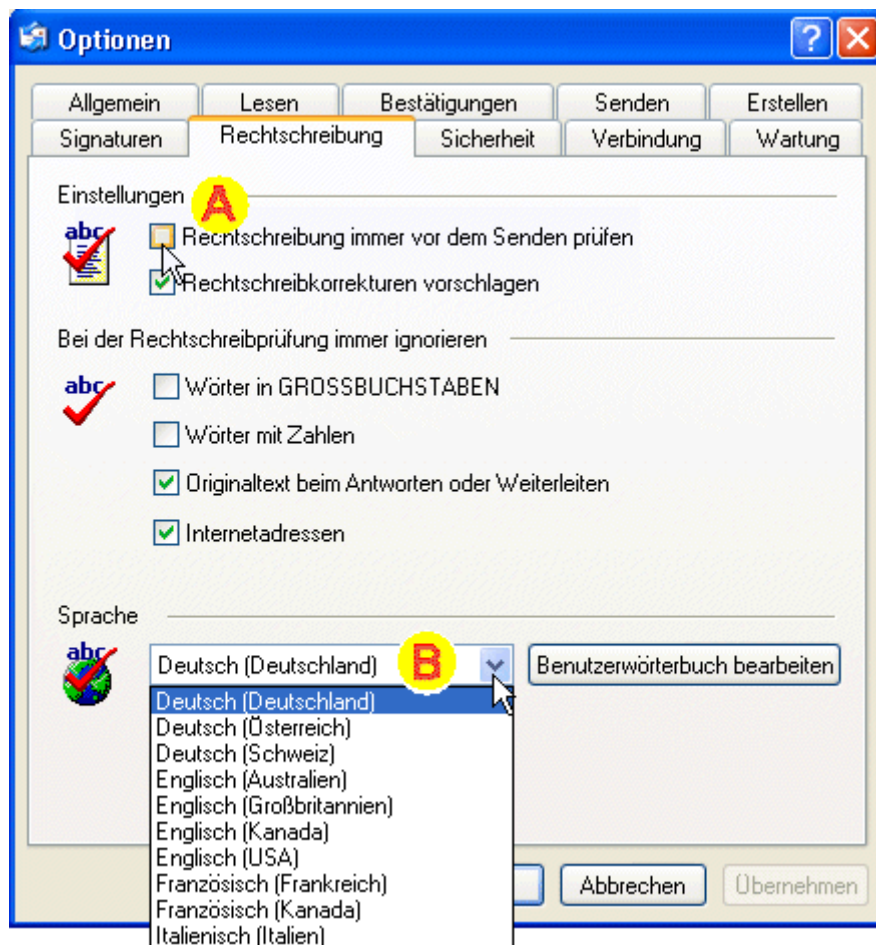 Optionen
Allgemein Lesen Bestätigungen Senden Erstellen
Signaturen Rechtschreibung Sicherheit Verbindung Wartung
Einstellungen A
abc Rechtschreibung immer vor dem Senden prüfen
Rechtschreibkorrekturen vorschlagen
Bei der Rechtschreibprüfung immer ignorieren
abc Wörter in GROSSBUCHSTABEN
Wörter mit Zahlen
Originaltext beim Antworten oder Weiterleiten
Internetadressen
Sprache
abc Deutsch (Deutschland) B Benutzerwörterbuch bearbeiten
Deutsch (Deutschland)
Deutsch (Österreich)
Deutsch (Schweiz)
Englisch (Australien)
Englisch (Großbritannien)
Englisch (Kanada)
Englisch (USA)
Französisch (Frankreich)
Abbrechen Übernehmen
Französisch (Kanada)
Italienisch (Italien)